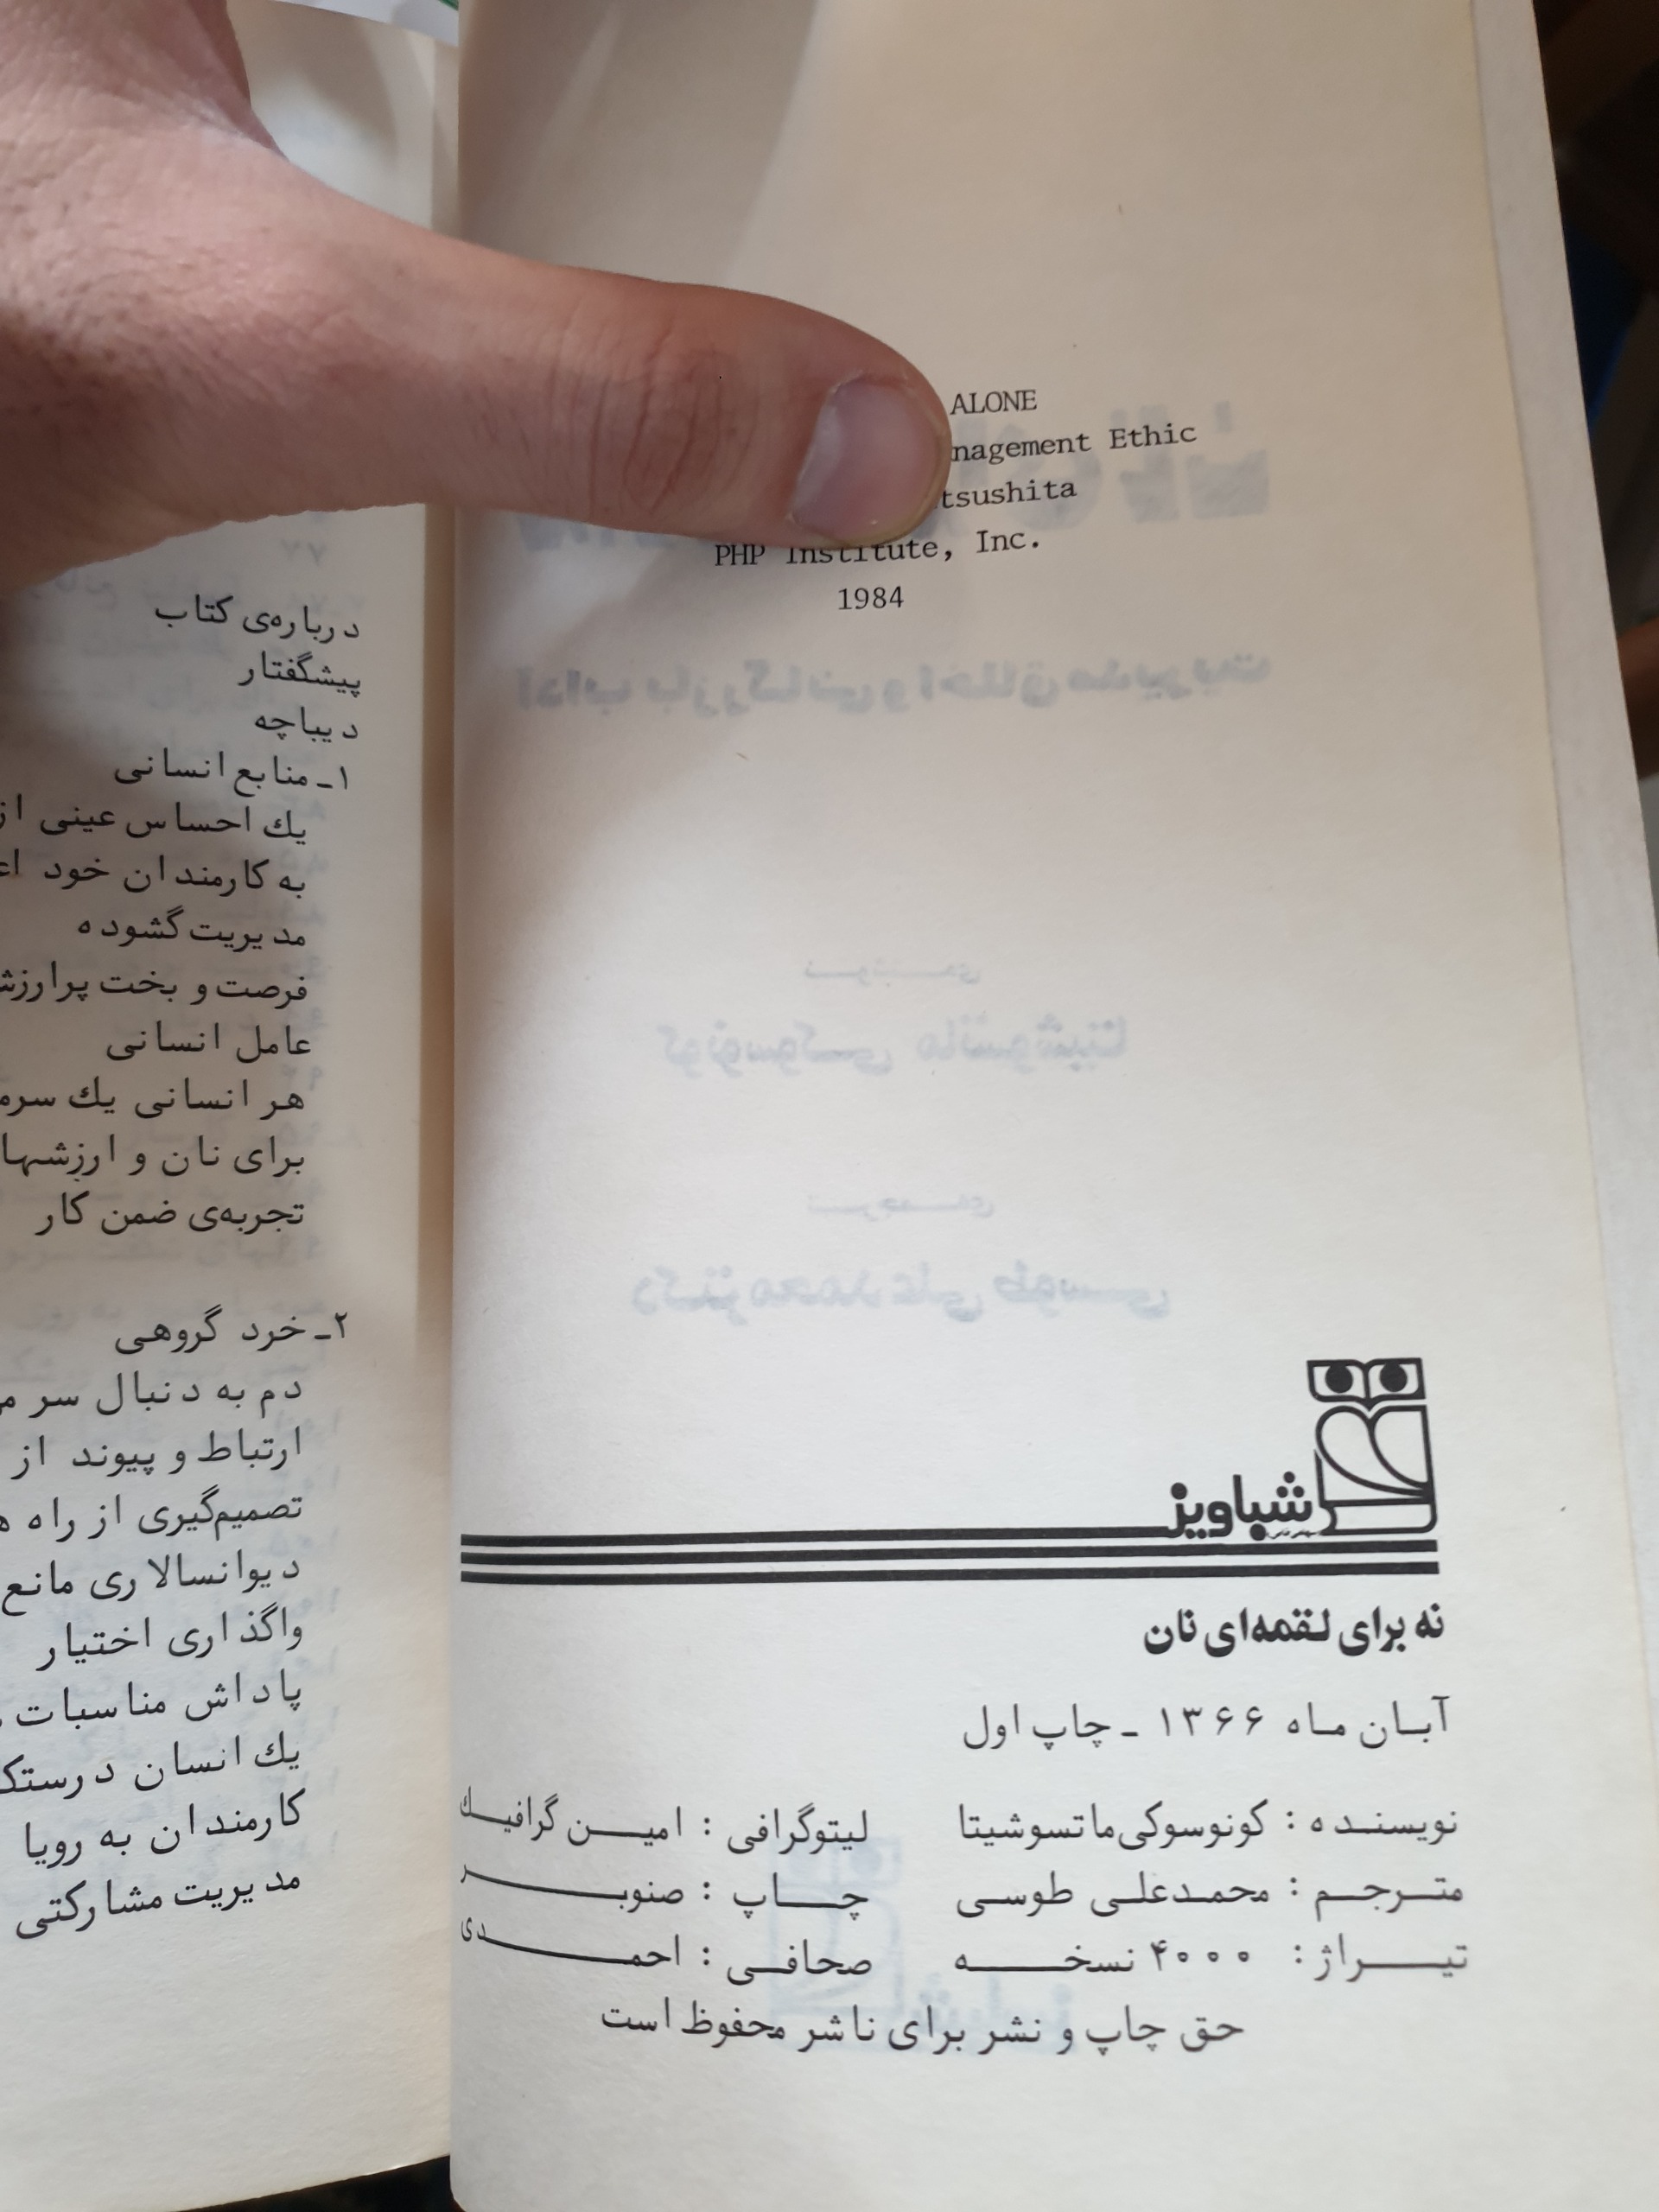 ALONE
nagement Ethic
tsushita
PHP Institute, Inc.
1984
شباویز
نه برای لقمه‌ای نان
آبان ماه ۱۳۶۶ ـ چاپ اول
نویسنده : کونوسوکی ماتسوشیتا
لیتوگرافی : امین گرافیك
مترجم : محمدعلی طوسی
چاپ : صنوبر
تیراژ : ۴۰۰۰ نسخه
صحافی : احمدی
حق چاپ و نشر برای ناشر محفوظ است
درباره‌ی کتاب
پیشگفتار
دیباچه
۱ـ منابع انسانی
یك احساس عینی از
به کارمندان خود
مدیریت گشوده
فرصت و بخت پرارزش
عامل انسانی
هر انسانی یك سرم
برای نان و ارزشها
تجربه‌ی ضمن کار
۲ـ خرد گروهی
دم به دنبال سر م
ارتباط و پیوند از
تصمیم‌گیری از راه ه
دیوانسالاری مانع
واگذاری اختیار
پاداش مناسبات
یك انسان درستک
کارمندان به رویا
مدیریت مشارکتی